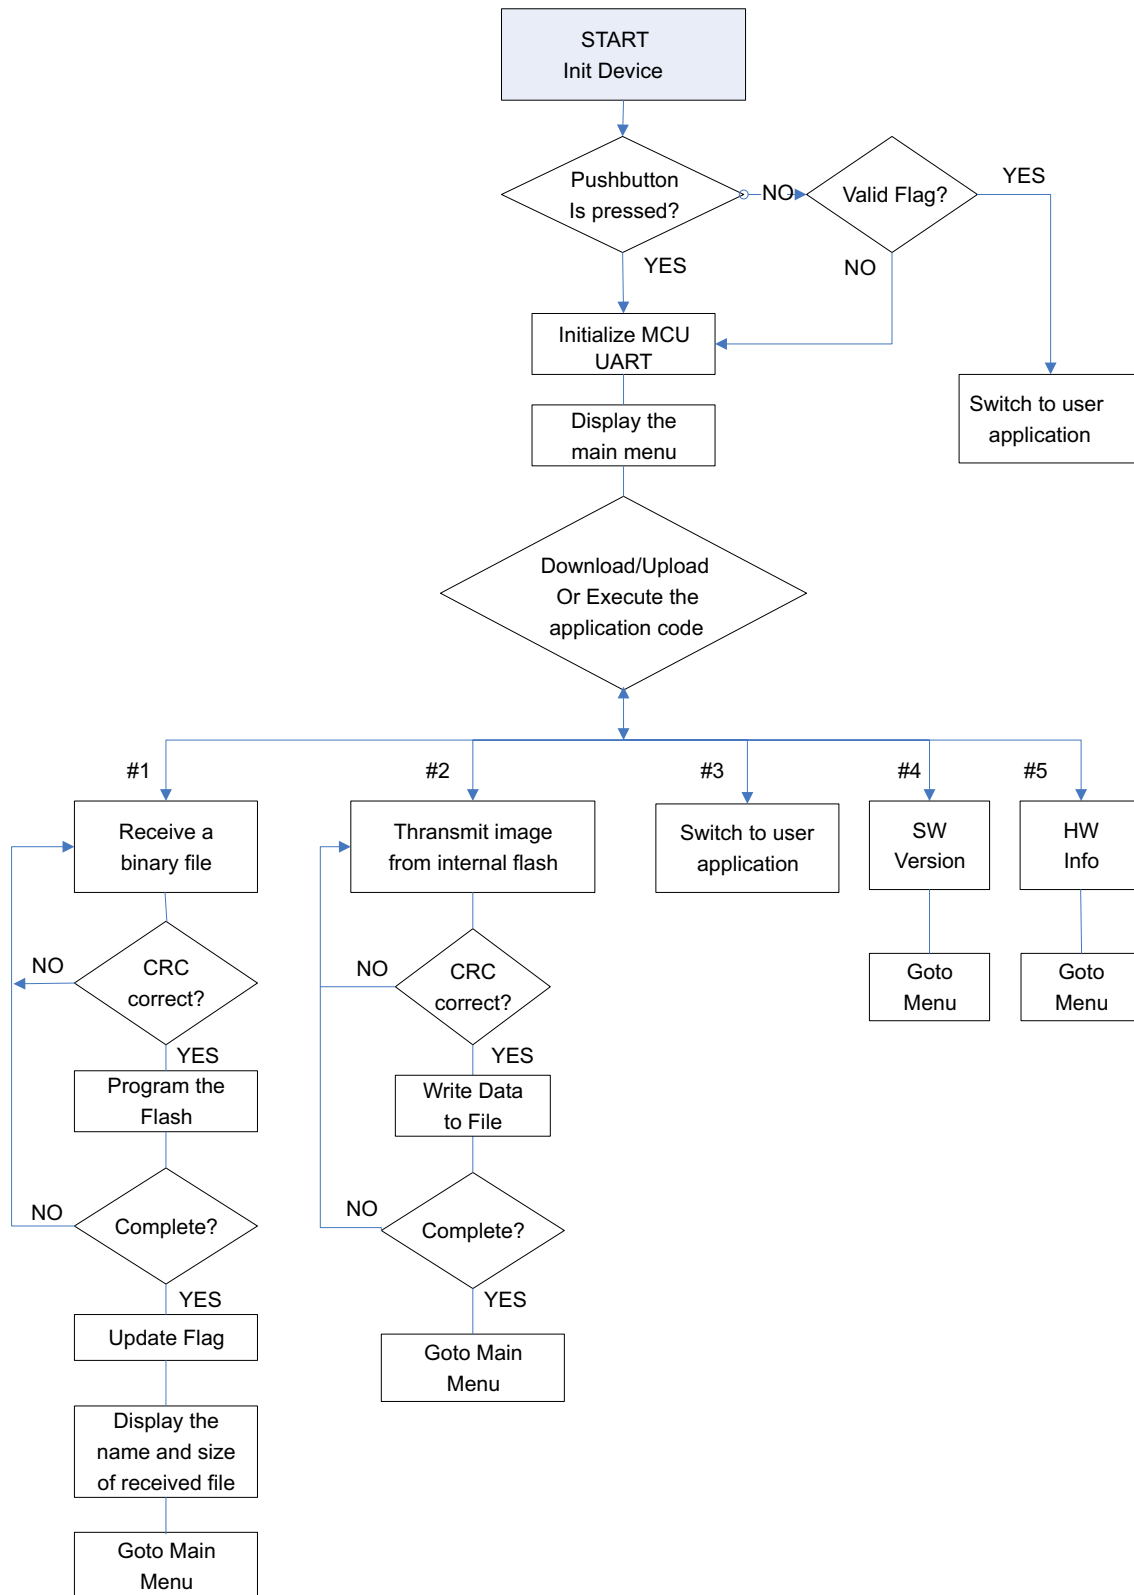 START
Init Device
Pushbutton
Is pressed?
NO
Valid Flag?
YES
YES
NO
Initialize MCU
UART
Switch to user
application
Display the
main menu
Download/Upload
Or Execute the
application code
#1
#2
#3
#4
#5
Receive a
binary file
Thransmit image
from internal flash
Switch to user
application
SW
Version
HW
Info
NO
CRC
correct?
NO
CRC
correct?
Goto
Menu
Goto
Menu
YES
YES
Program the
Flash
Write Data
to File
NO
Complete?
NO
Complete?
YES
YES
Update Flag
Goto Main
Menu
Display the
name and size
of received file
Goto Main
Menu